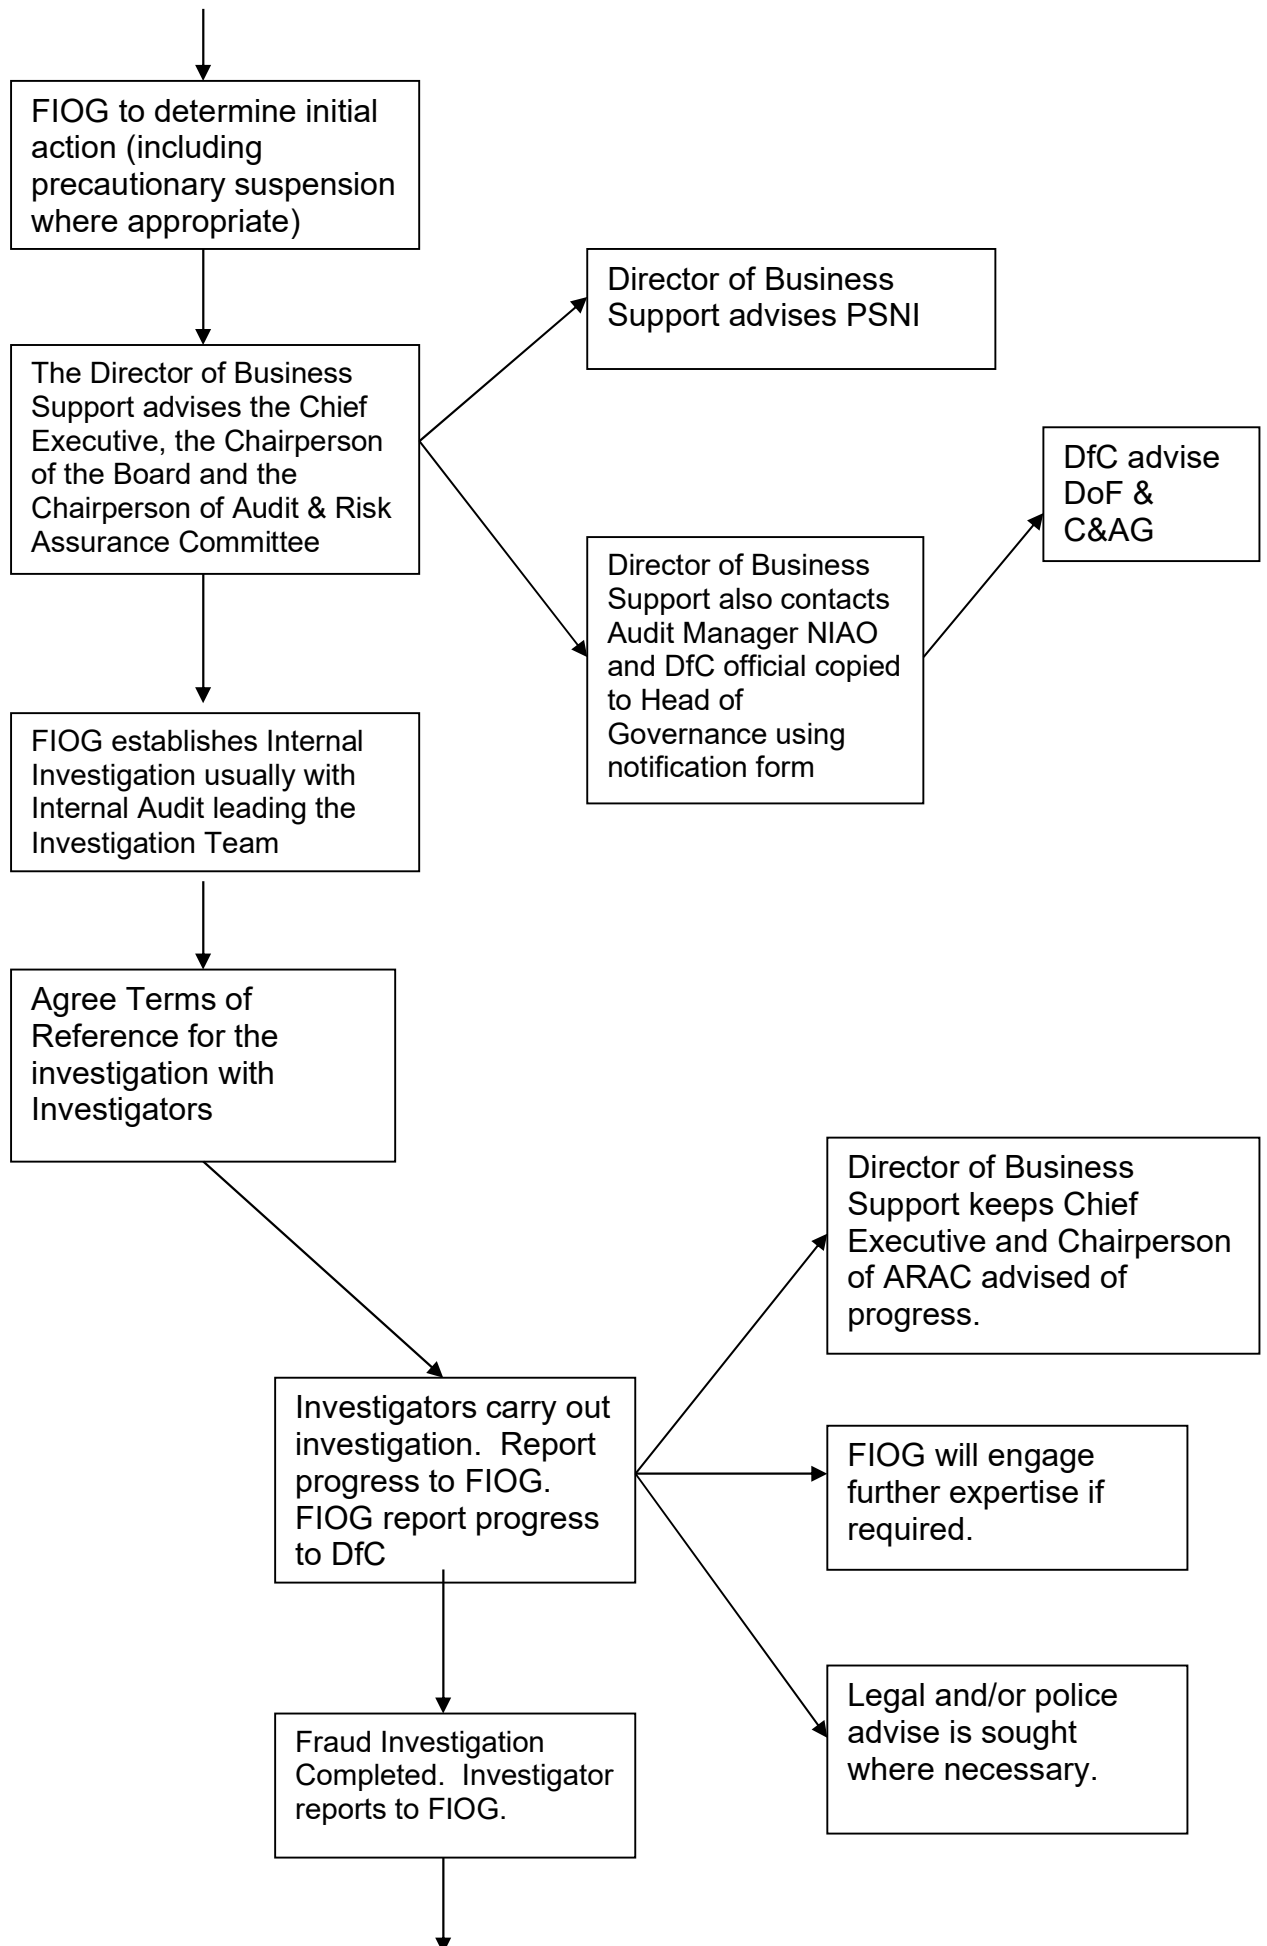 FIOG to determine initial
action (including
precautionary suspension
where appropriate)
Director of Business
Support advises PSNI
The Director of Business
Support advises the Chief
Executive, the Chairperson
of the Board and the
Chairperson of Audit & Risk
Assurance Committee
DfC advise
DoF &
C&AG
Director of Business
Support also contacts
Audit Manager NIAO
and DfC official copied
to Head of
Governance using
notification form
FIOG establishes Internal
Investigation usually with
Internal Audit leading the
Investigation Team
Agree Terms of
Reference for the
investigation with
Investigators
Director of Business
Support keeps Chief
Executive and Chairperson
of ARAC advised of
progress.
Investigators carry out
investigation.  Report
progress to FIOG.
FIOG report progress
to DfC
FIOG will engage
further expertise if
required.
Legal and/or police
advise is sought
where necessary.
Fraud Investigation
Completed.  Investigator
reports to FIOG.